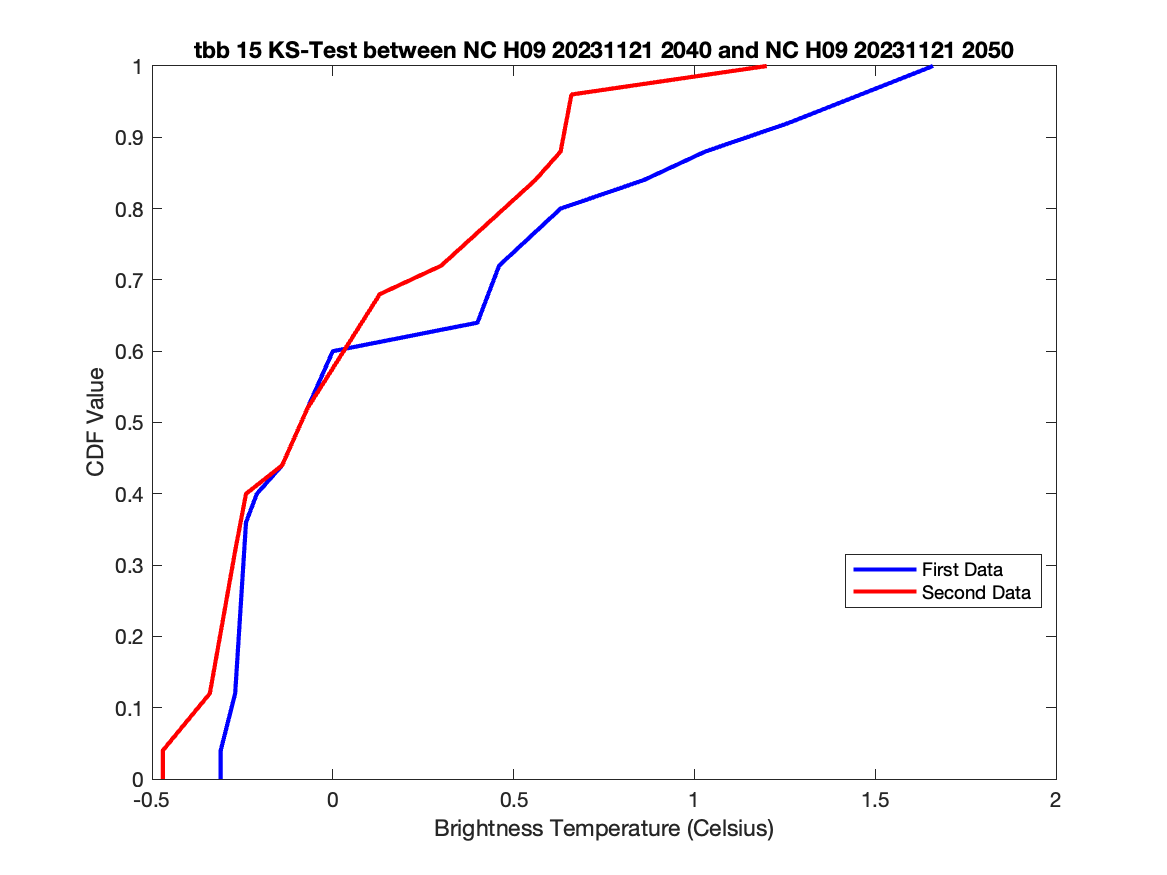 tbb 15 KS-Test between NC H09 20231121 2040 and NC H09 20231121 2050
1
0.9
0.8
0.7
0.6
0.5
0.4
0.3
0.2
0.1
0
CDF Value
First Data
Second Data
-0.5 0 0.5 1 1.5 2
Brightness Temperature (Celsius)